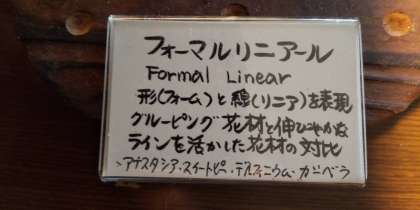 フォーマルリニアール
Formal Linear
形(フォーム)と線(リニア)を表現
グルーピング花材と伸びやかな
ラインを活かした花材の対比
アナスタシア・スイートピー・デルフィニウム・ガーベラ